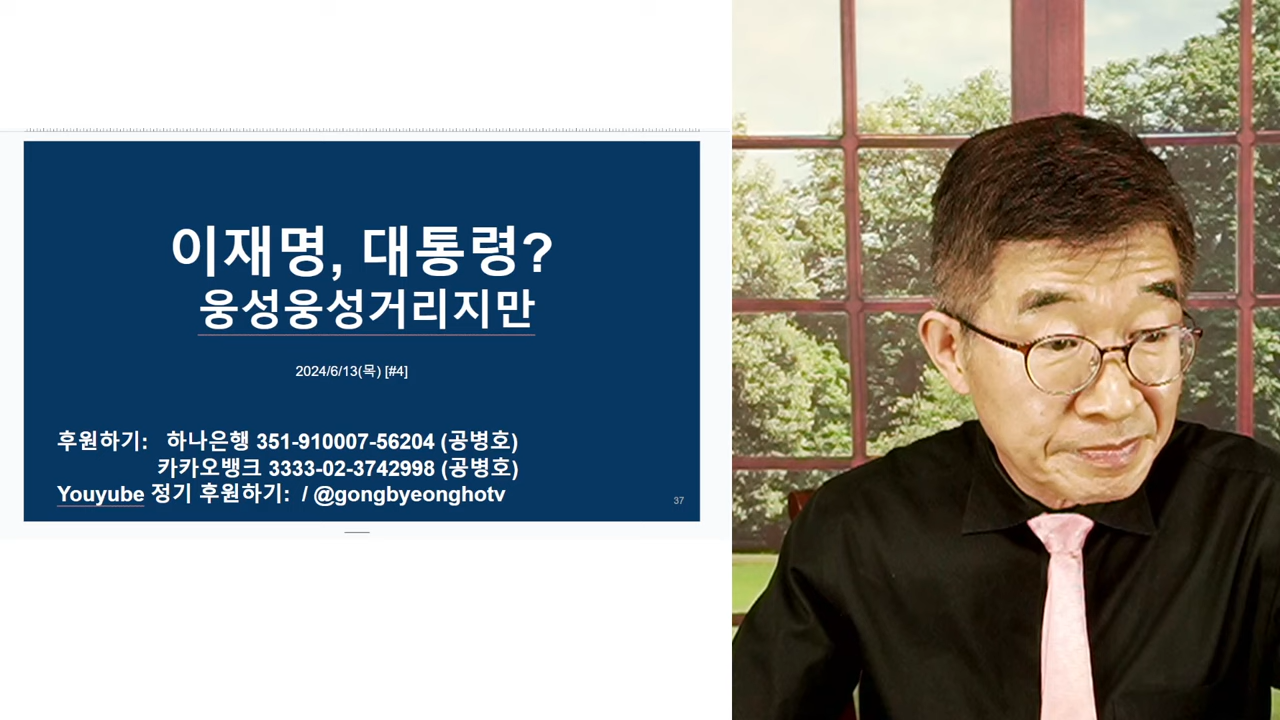 이재명, 대통령?
웅성웅성거리지만
2024/6/13(목) [#4]
후원하기: 하나은행 351-910007-56204 (공병호)
카카오뱅크 3333-02-3742998 (공병호)
Youyube 정기 후원하기: / @gongbyeonghotv
37